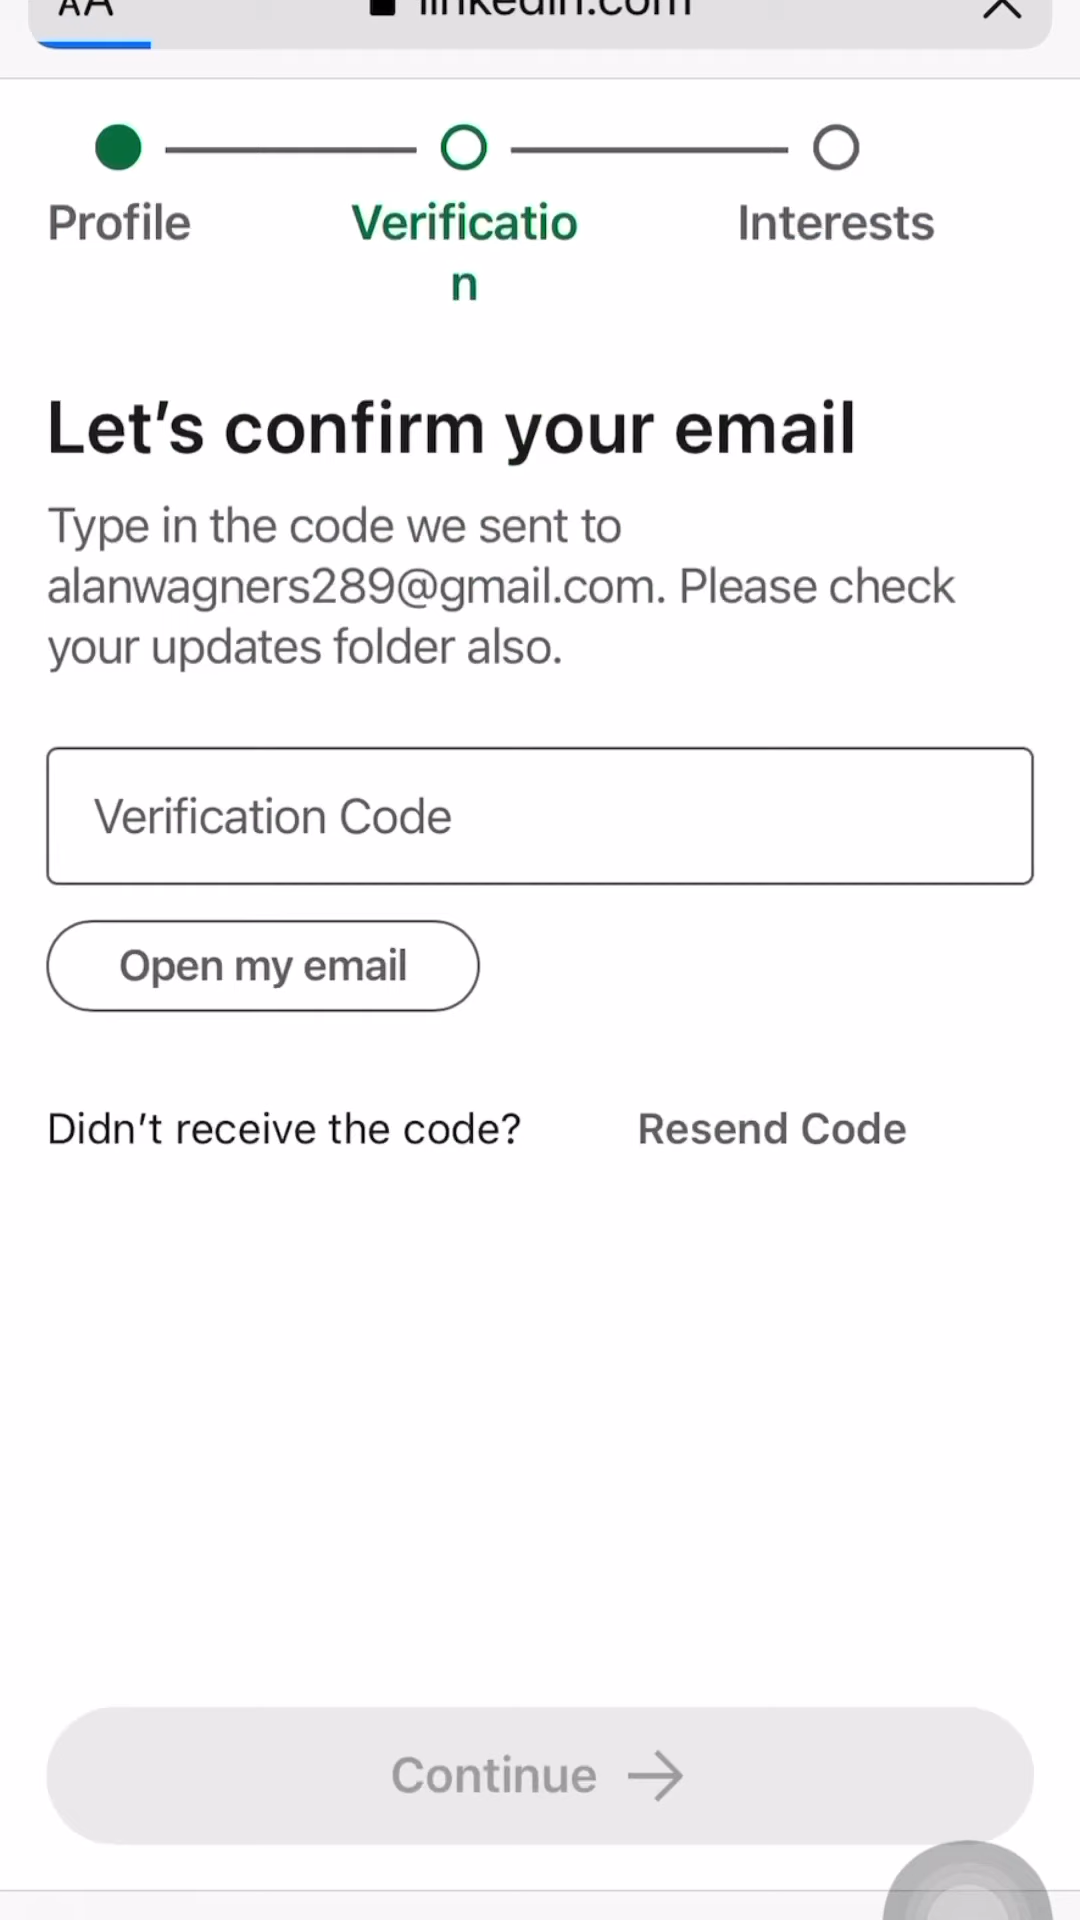 AA
linkedin.com
Profile
Verificatio
n
Interests
Let's confirm your email
Type in the code we sent to
alanwagners289@gmail.com. Please check
your updates folder also.
Verification Code
Open my email
Didn't receive the code?
Resend Code
Continue →